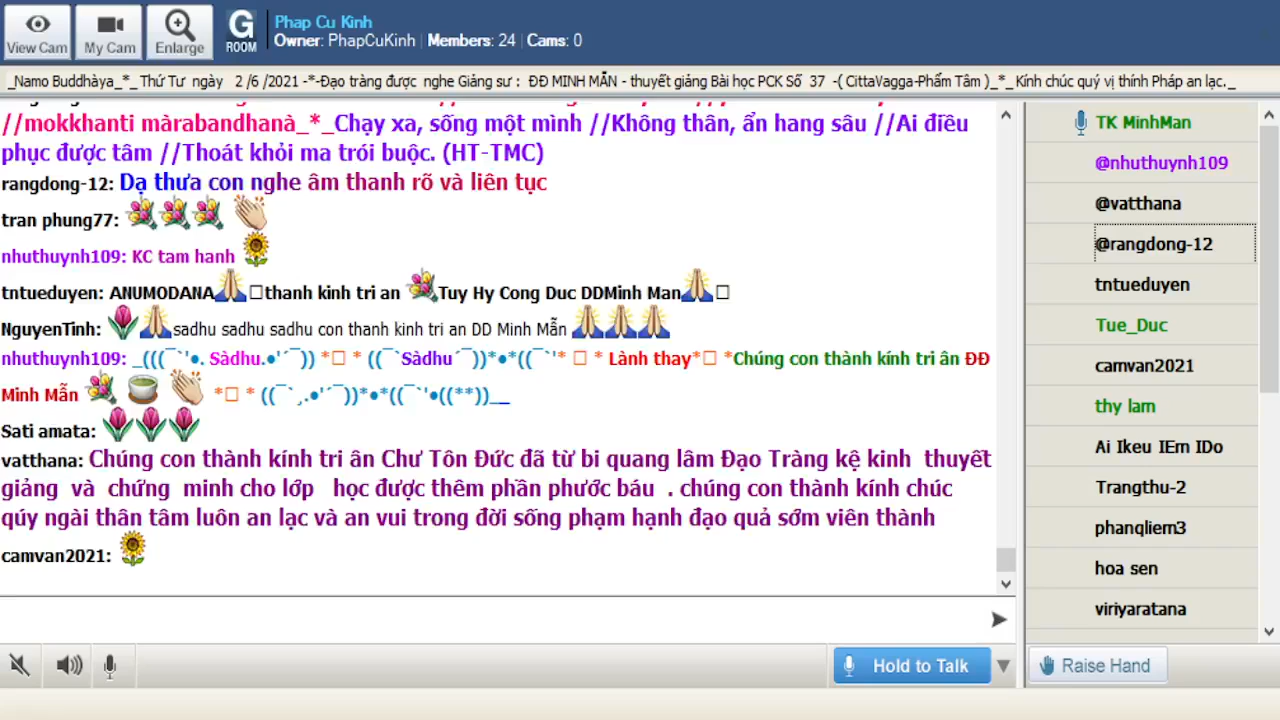 View Cam
My Cam
Enlarge
G
ROOM
Phap Cu Kinh
Owner: PhapCuKinh | Members: 24 | Cams: 0
_Namo Buddhàya_*_ Thứ Tư ngày 2 /6 /2021 -*-Đạo tràng được nghe Giảng sư : ĐĐ MINH MẪN - thuyết giảng Bài học PCK Số 37 -( CittaVagga-Phẩm Tâm )_*_ Kính chúc quý vị thính Pháp an lạc._
//mokkhanti màrabandhanà_*_Chạy xa, sống một mình //Không thân, ẩn hang sâu //Ai điều
phục được tâm //Thoát khỏi ma trói buộc. (HT-TMC)
rangdong-12: Dạ thưa con nghe âm thanh rõ và liên tục
tran phung77:
nhuthuynh109: KC tam hanh
tntueduyen: ANUMODANA thanh kinh tri an Tuy Hy Cong Duc DDMinh Man
NguyenTinh: sadhu sadhu sadhu con thanh kinh tri an DD Minh Mẫn
nhuthuynh109: _(((¯`'•. Sàdhu.•'´¯)) *□ * ((¯`Sàdhu´¯))*•*((¯`'* □ * Lành thay*□ *Chúng con thành kính tri ân ĐĐ
Minh Mẫn *□ * ((¯`¸.•'´¯))*•*((¯`'•((**))__
Sati amata:
vatthana: Chúng con thành kính tri ân Chư Tôn Đức đã từ bi quang lâm Đạo Tràng kệ kinh thuyết
giảng và chứng minh cho lớp học được thêm phần phước báu . chúng con thành kính chúc
qúy ngài thân tâm luôn an lạc và an vui trong đời sống phạm hạnh đạo quả sớm viên thành
camvan2021:
Hold to Talk
TK MinhMan
@nhuthuynh109
@vatthana
@rangdong-12
tntueduyen
Tue_Duc
camvan2021
thy lam
Ai Ikeu IEm IDo
Trangthu-2
phanqliem3
hoa sen
viriyaratana
Raise Hand